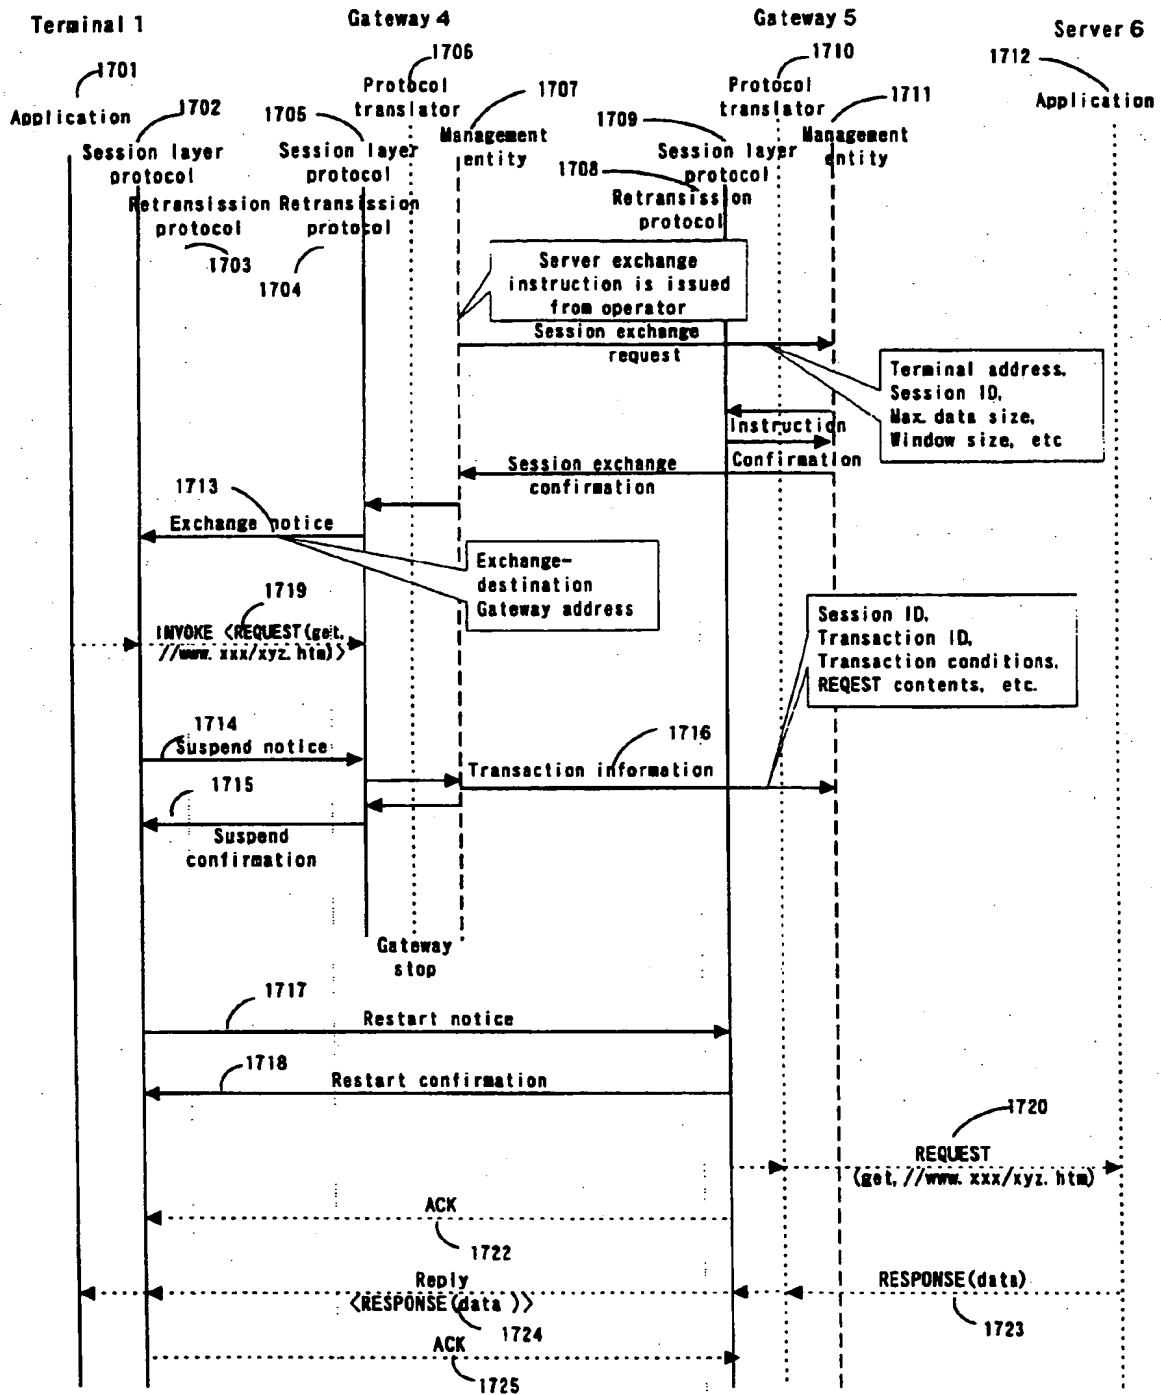 Terminal 1
Gateway 4
Gateway 5
Server 6
1701
1706
1710
1712
Application
1702
1705
Protocol
translator
1707
1709
Protocol
translator
1711
Application
Session layer
protocol
Session layer
protocol
Management
entity
1708
Session layer
protocol
Management
entity
Retransission
protocol
Retransission
protocol
Retransission
protocol
1703
1704
Server exchange
instruction is issued
from operator
Session exchange
request
Terminal address,
Session ID,
Max. data size,
Window size, etc
Instruction
Confirmation
Session exchange
confirmation
1713
Exchange notice
Exchange-
destination
Gateway address
1719
INVOKE <REQUEST(get,
//www. xxx/xyz. htm)>
Session ID,
Transaction ID,
Transaction conditions,
REQEST contents, etc.
1714
Suspend notice
1716
Transaction information
1715
Suspend
confirmation
Gateway
stop
1717
Restart notice
1718
Restart confirmation
1720
REQUEST
(get, //www. xxx/xyz. htm)
ACK
1722
Reply
<RESPONSE(data )>
RESPONSE(data)
1723
1724
ACK
1725